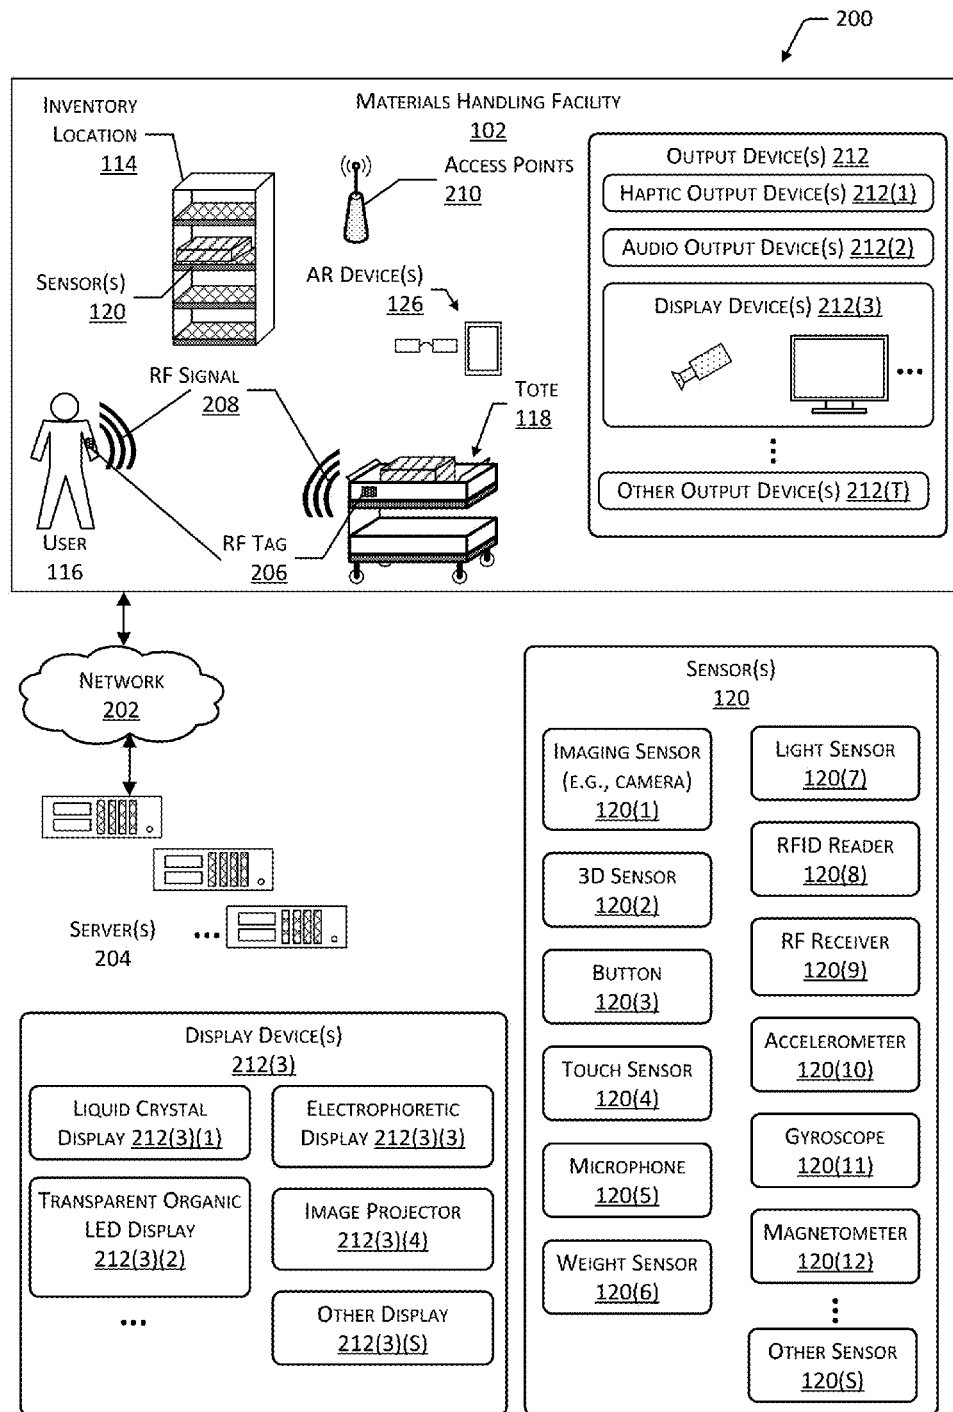 200
MATERIALS HANDLING FACILITY
102
INVENTORY
LOCATION
114
ACCESS POINTS
210
SENSOR(S)
120
AR DEVICE(S)
126
RF SIGNAL
208
TOTE
118
USER
116
RF TAG
206
OUTPUT DEVICE(S) 212
HAPTIC OUTPUT DEVICE(S) 212(1)
AUDIO OUTPUT DEVICE(S) 212(2)
DISPLAY DEVICE(S) 212(3)
...
OTHER OUTPUT DEVICE(S) 212(T)
NETWORK
202
SERVER(S)
204
...
SENSOR(S)
120
IMAGING SENSOR
(E.G., CAMERA)
120(1)
3D SENSOR
120(2)
BUTTON
120(3)
TOUCH SENSOR
120(4)
MICROPHONE
120(5)
WEIGHT SENSOR
120(6)
LIGHT SENSOR
120(7)
RFID READER
120(8)
RF RECEIVER
120(9)
ACCELEROMETER
120(10)
GYROSCOPE
120(11)
MAGNETOMETER
120(12)
OTHER SENSOR
120(S)
DISPLAY DEVICE(S)
212(3)
LIQUID CRYSTAL
DISPLAY 212(3)(1)
TRANSPARENT ORGANIC
LED DISPLAY
212(3)(2)
...
ELECTROPHORETIC
DISPLAY 212(3)(3)
IMAGE PROJECTOR
212(3)(4)
OTHER DISPLAY
212(3)(S)